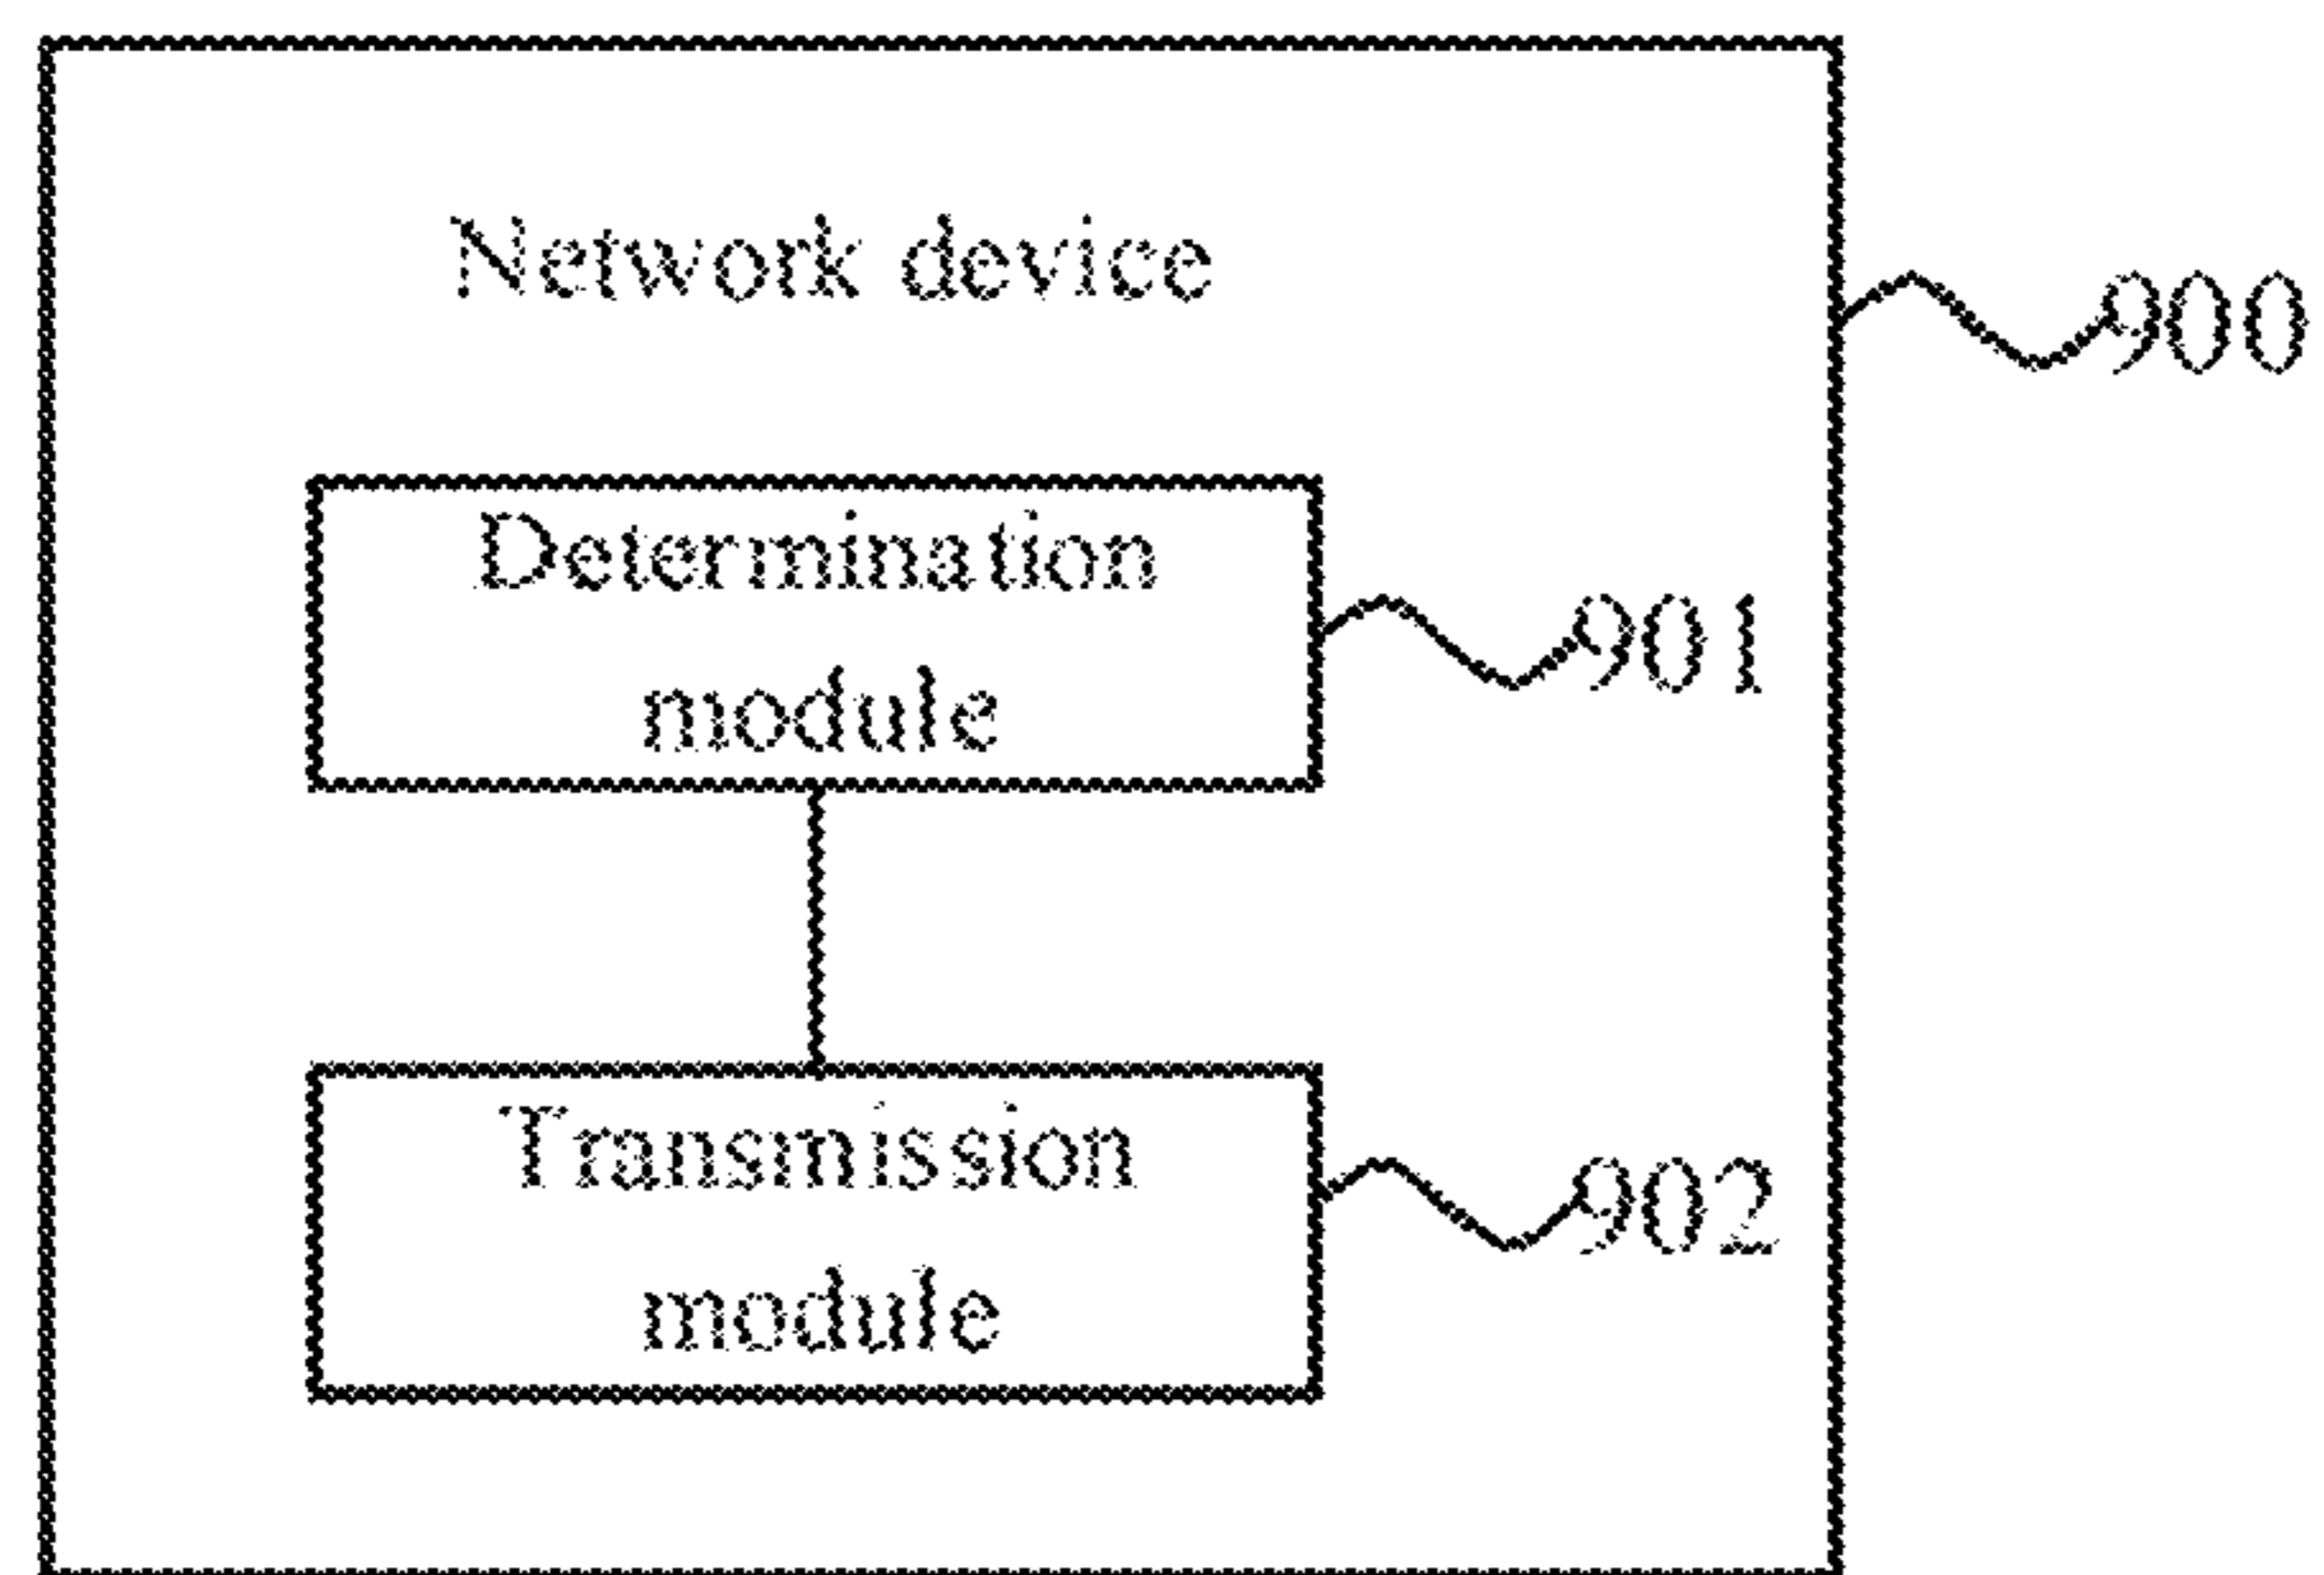 Network device
900
Determination
module
901
Transmission
module
902